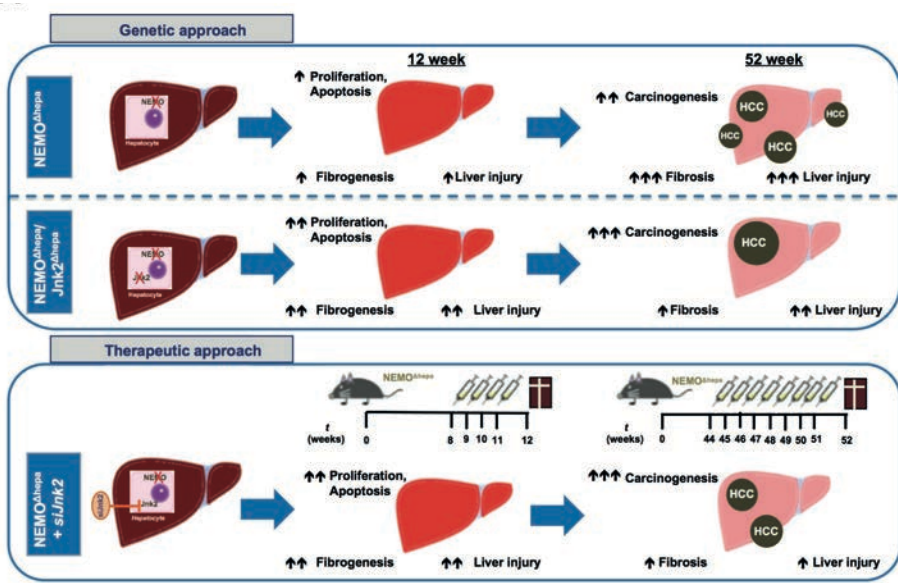 Genetic approach
NEMOΔhepa
NEMO
Hepatocyte
12 week
↑ Proliferation,
Apoptosis
↑ Fibrogenesis
↑Liver injury
52 week
↑↑ Carcinogenesis
HCC
HCC
HCC
HCC
↑↑↑ Fibrosis
↑↑↑ Liver injury
NEMOΔhepa/
Jnk2Δhepa
NEMO
Jnk2
Hepatocyte
↑↑ Proliferation,
Apoptosis
↑↑ Fibrogenesis
↑↑ Liver injury
↑↑↑ Carcinogenesis
HCC
↑ Fibrosis
↑↑ Liver injury
Therapeutic approach
NEMOΔhepa
+ siJnk2
siJnk2
NEMO
Jnk2
Hepatocyte
NEMOΔhepa
t
(weeks)
0 8 9 10 11 12
↑↑ Proliferation,
Apoptosis
↑↑ Fibrogenesis
↑↑ Liver injury
NEMOΔhepa
t
(weeks)
0 44 45 46 47 48 49 50 51 52
↑↑↑ Carcinogenesis
HCC
HCC
↑ Fibrosis
↑ Liver injury